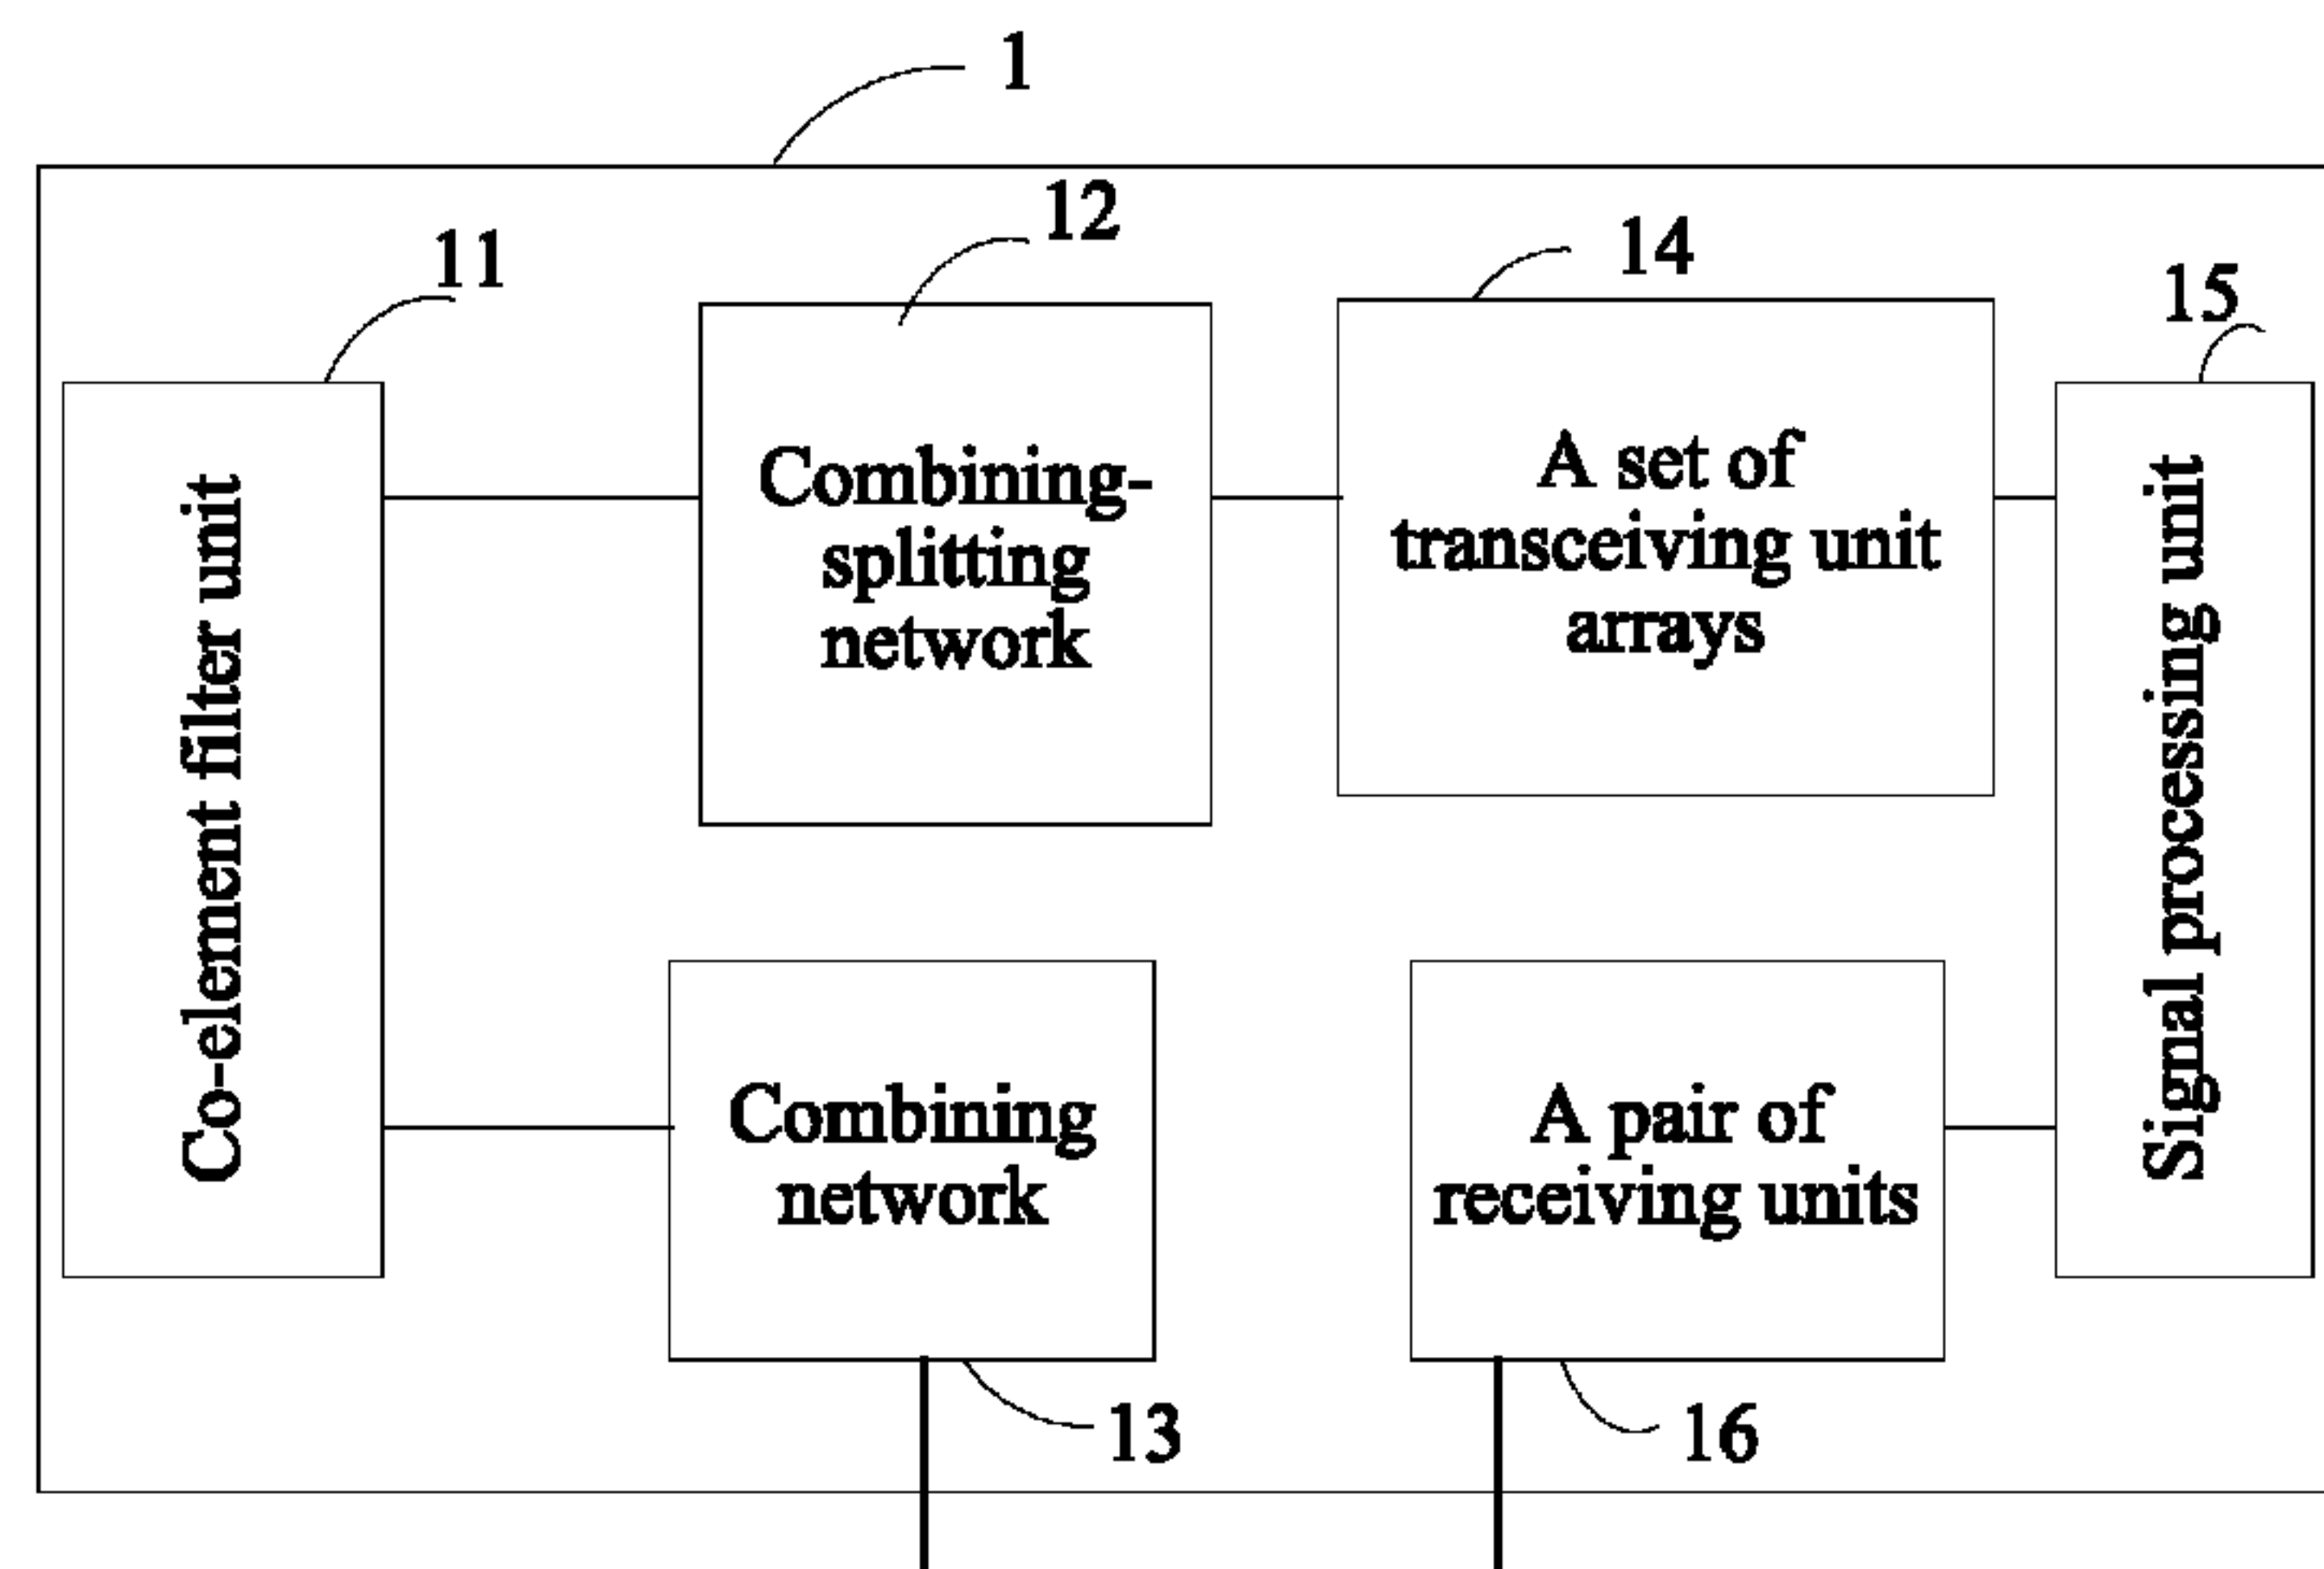 1
11
12
14
15
Co-element filter unit
Combining-
splitting
network
A set of
transceiving unit
arrays
Signal processing unit
Combining
network
A pair of
receiving units
13
16